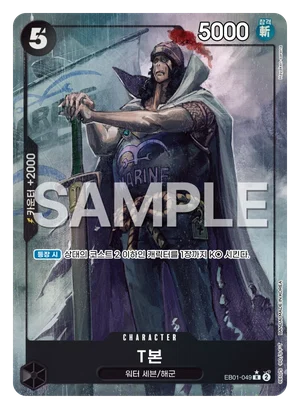 5
5000
참격
斬
카운터 +2000
MARINE
SAMPLE
등장 시 상대의 코스트 2 이하인 캐릭터를 1장까지 KO 시킨다.
CHARACTER
T본
워터 세븐/해군
EB01-049 R 2